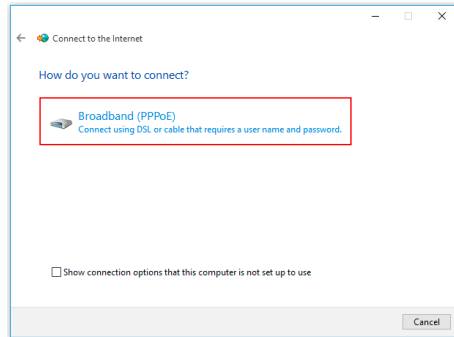 Connect to the Internet
How do you want to connect?
Broadband (PPPoE)
Connect using DSL or cable that requires a user name and password.
Show connection options that this computer is not set up to use
Cancel